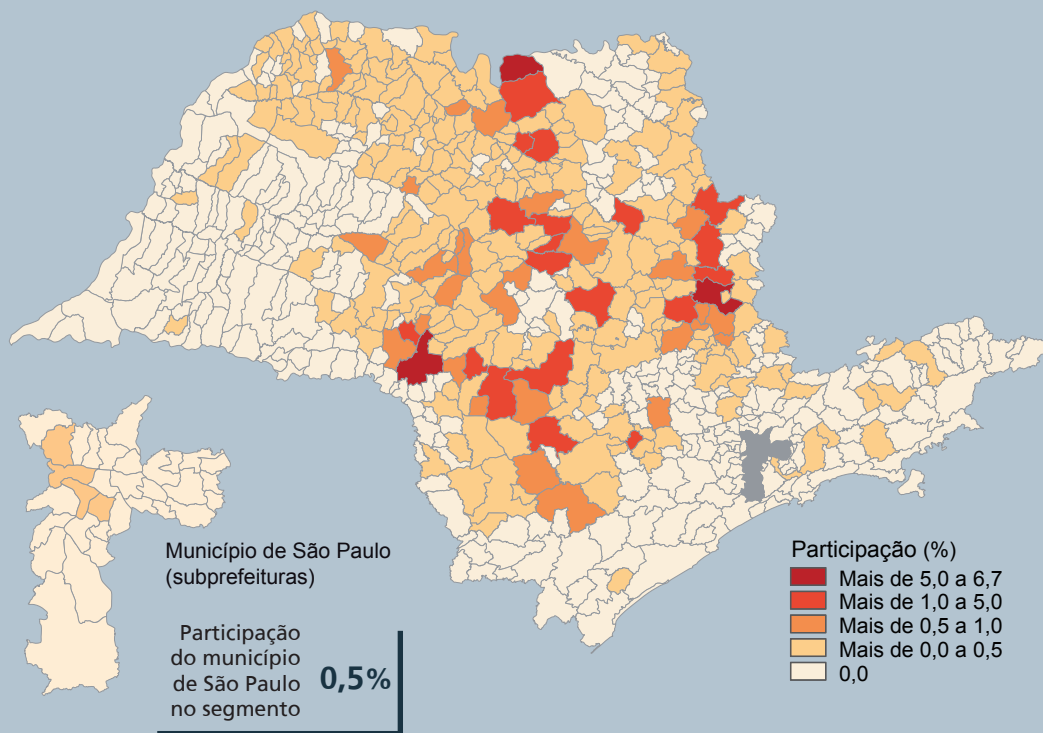 Município de São Paulo
(subprefeituras)
Participação
do município
de São Paulo
no segmento
0,5%
Participação (%)
Mais de 5,0 a 6,7
Mais de 1,0 a 5,0
Mais de 0,5 a 1,0
Mais de 0,0 a 0,5
0,0